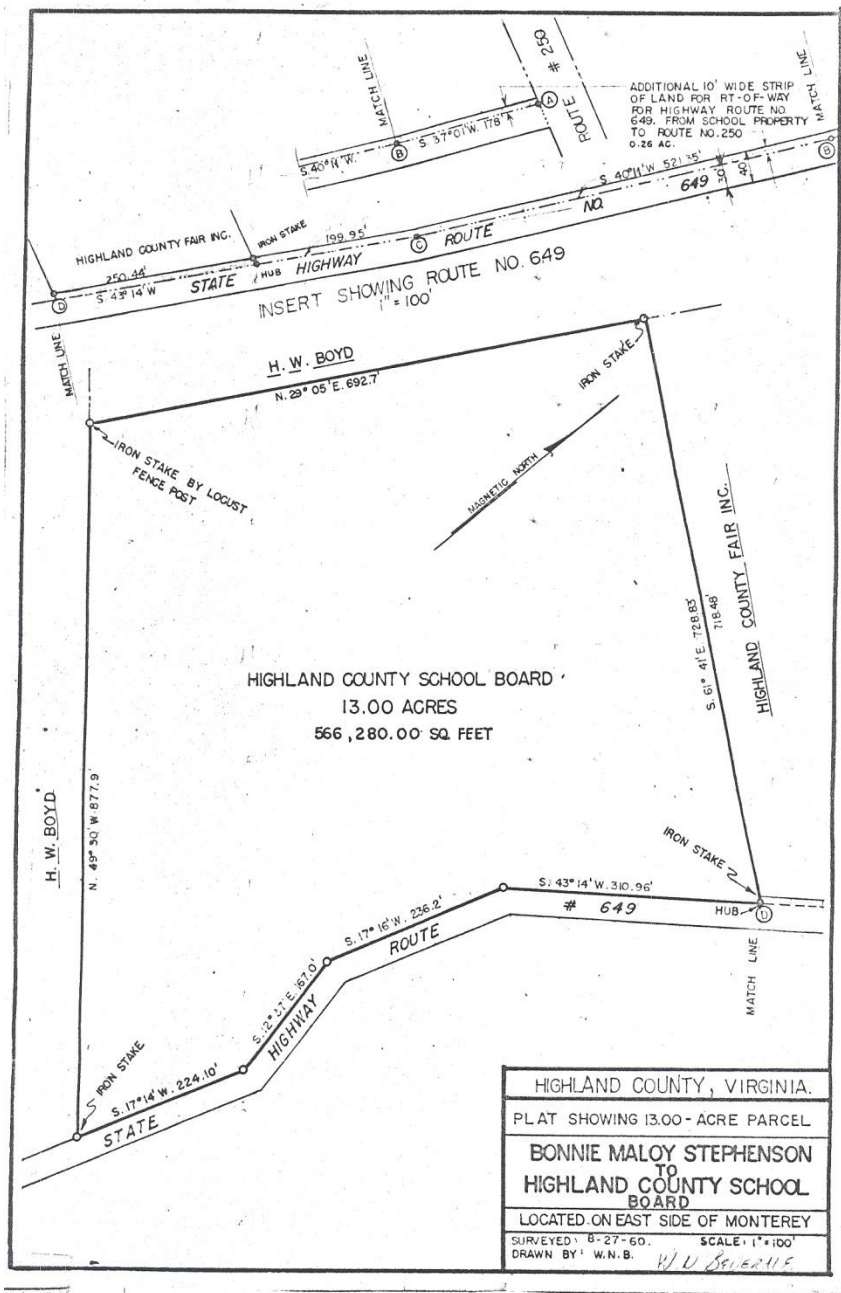 MATCH LINE
# 250
ROUTE
A
ADDITIONAL 10' WIDE STRIP
OF LAND FOR RT-OF-WAY
FOR HIGHWAY ROUTE NO.
649. FROM SCHOOL PROPERTY
TO ROUTE NO. 250
0.26 AC.
MATCH LINE
S. 40° 11' W.
B
S. 37° 01' W. 178'
S. 40° 11' W. 521.35'
B
HIGHLAND COUNTY FAIR INC.
IRON STAKE
199.95'
C
ROUTE
NO.
649
30'
40'
250.44'
S. 43° 14' W
D
STATE
HUB
HIGHWAY
INSERT SHOWING ROUTE NO. 649
1" = 100'
MATCH LINE
H. W. BOYD
N. 29° 05' E. 692.7'
IRON STAKE
IRON STAKE BY LOCUST
FENCE POST
MAGNETIC NORTH
HIGHLAND COUNTY FAIR INC.
S. 61° 41' E. 728.83'
718.48'
HIGHLAND COUNTY SCHOOL BOARD
13.00 ACRES
566,280.00 SQ. FEET
H. W. BOYD
N. 49° 30' W. 877.9'
IRON STAKE
S. 43° 14' W. 310.96'
# 649
HUB
D
MATCH LINE
S. 17° 16' W. 236.2'
ROUTE
S. 12° 37' E. 167.0'
HIGHWAY
IRON STAKE
S. 17° 14' W. 224.10'
STATE
HIGHLAND COUNTY, VIRGINIA.
PLAT SHOWING 13.00 - ACRE PARCEL
BONNIE MALOY STEPHENSON
TO
HIGHLAND COUNTY SCHOOL
BOARD
LOCATED ON EAST SIDE OF MONTEREY
SURVEYED: 8-27-60. SCALE: 1" = 100'
DRAWN BY: W.N.B.